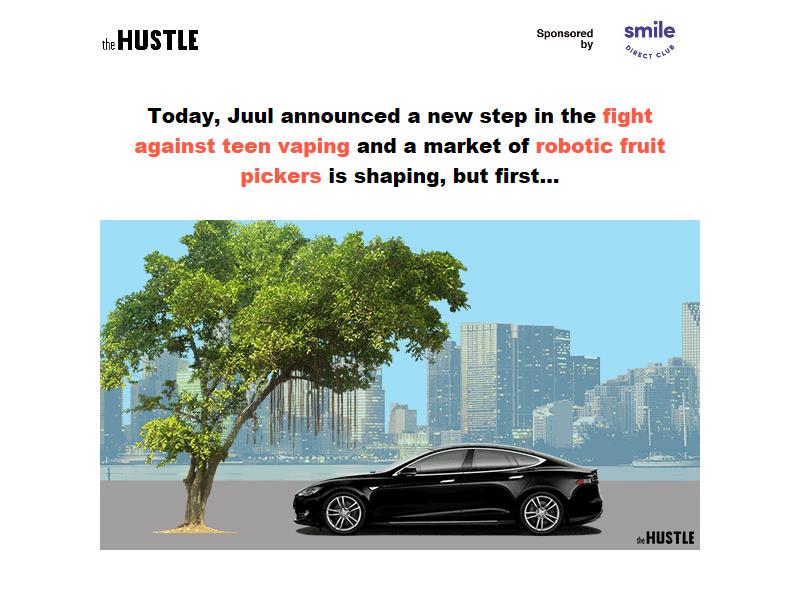 the HUSTLE
Sponsored
by
smile
DIRECT CLUB
Today, Juul announced a new step in the fight
against teen vaping and a market of robotic fruit
pickers is shaping, but first...
the HUSTLE